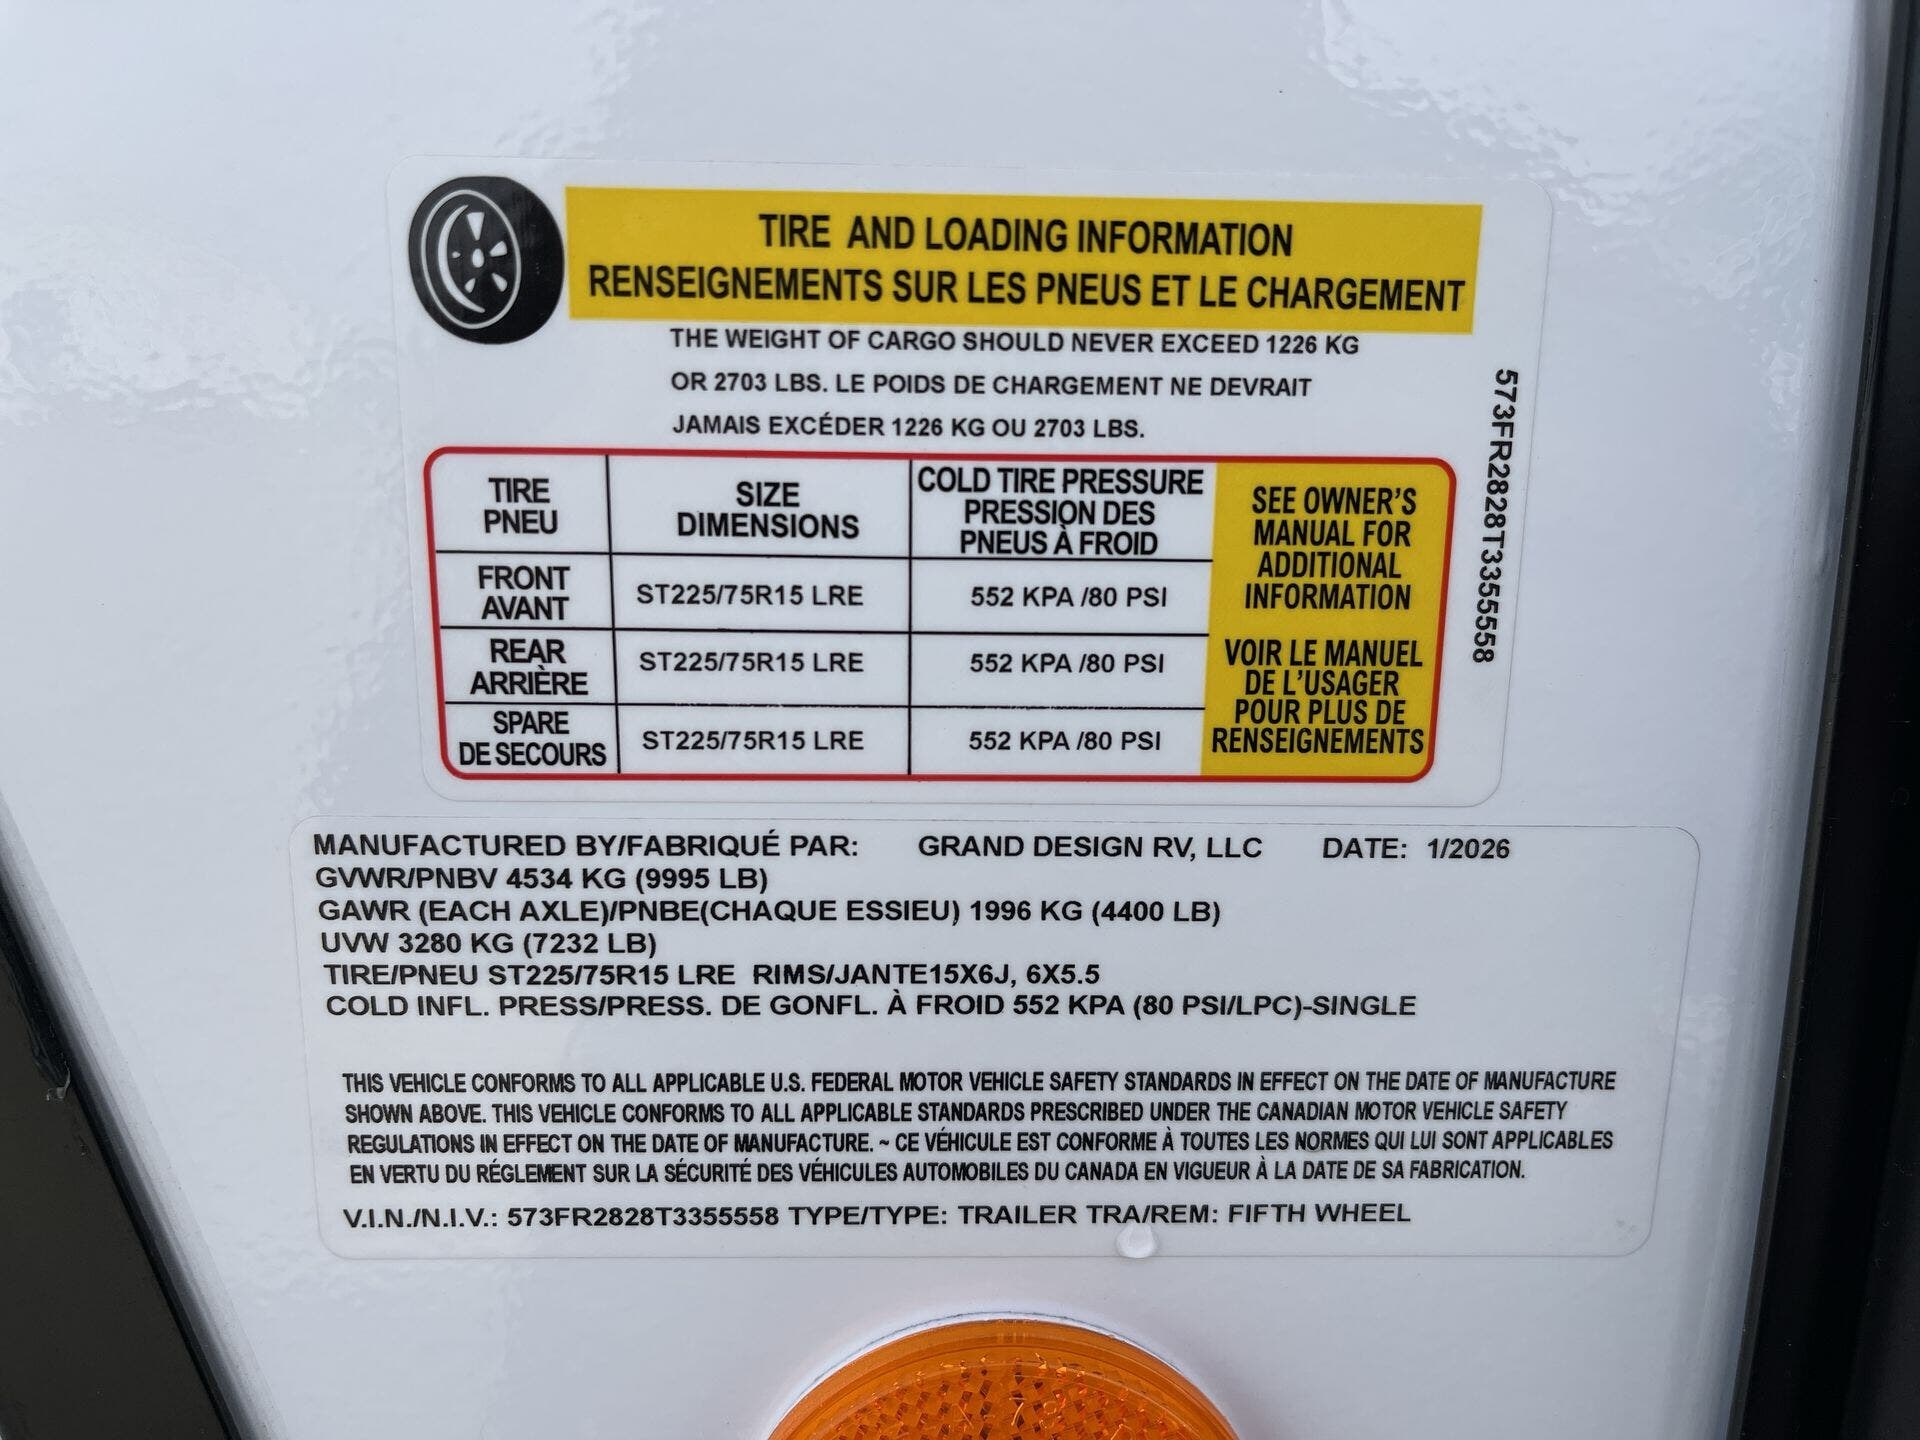 TIRE AND LOADING INFORMATION
RENSEIGNEMENTS SUR LES PNEUS ET LE CHARGEMENT
THE WEIGHT OF CARGO SHOULD NEVER EXCEED 1226 KG
OR 2703 LBS. LE POIDS DE CHARGEMENT NE DEVRAIT
JAMAIS EXCÉDER 1226 KG OU 2703 LBS.
TIRE
PNEU
SIZE
DIMENSIONS
COLD TIRE PRESSURE
PRESSION DES
PNEUS À FROID
FRONT
AVANT
ST225/75R15 LRE
552 KPA /80 PSI
REAR
ARRIÈRE
ST225/75R15 LRE
552 KPA /80 PSI
SPARE
DE SECOURS
ST225/75R15 LRE
552 KPA /80 PSI
SEE OWNER'S
MANUAL FOR
ADDITIONAL
INFORMATION
VOIR LE MANUEL
DE L'USAGER
POUR PLUS DE
RENSEIGNEMENTS
573FR2828T3355558
MANUFACTURED BY/FABRIQUÉ PAR: GRAND DESIGN RV, LLC DATE: 1/2026
GVWR/PNBV 4534 KG (9995 LB)
GAWR (EACH AXLE)/PNBE(CHAQUE ESSIEU) 1996 KG (4400 LB)
UVW 3280 KG (7232 LB)
TIRE/PNEU ST225/75R15 LRE RIMS/JANTE15X6J, 6X5.5
COLD INFL. PRESS/PRESS. DE GONFL. À FROID 552 KPA (80 PSI/LPC)-SINGLE
THIS VEHICLE CONFORMS TO ALL APPLICABLE U.S. FEDERAL MOTOR VEHICLE SAFETY STANDARDS IN EFFECT ON THE DATE OF MANUFACTURE
SHOWN ABOVE. THIS VEHICLE CONFORMS TO ALL APPLICABLE STANDARDS PRESCRIBED UNDER THE CANADIAN MOTOR VEHICLE SAFETY
REGULATIONS IN EFFECT ON THE DATE OF MANUFACTURE. ~ CE VÉHICULE EST CONFORME À TOUTES LES NORMES QUI LUI SONT APPLICABLES
EN VERTU DU RÉGLEMENT SUR LA SÉCURITÉ DES VÉHICULES AUTOMOBILES DU CANADA EN VIGUEUR À LA DATE DE SA FABRICATION.
V.I.N./N.I.V.: 573FR2828T3355558 TYPE/TYPE: TRAILER TRA/REM: FIFTH WHEEL